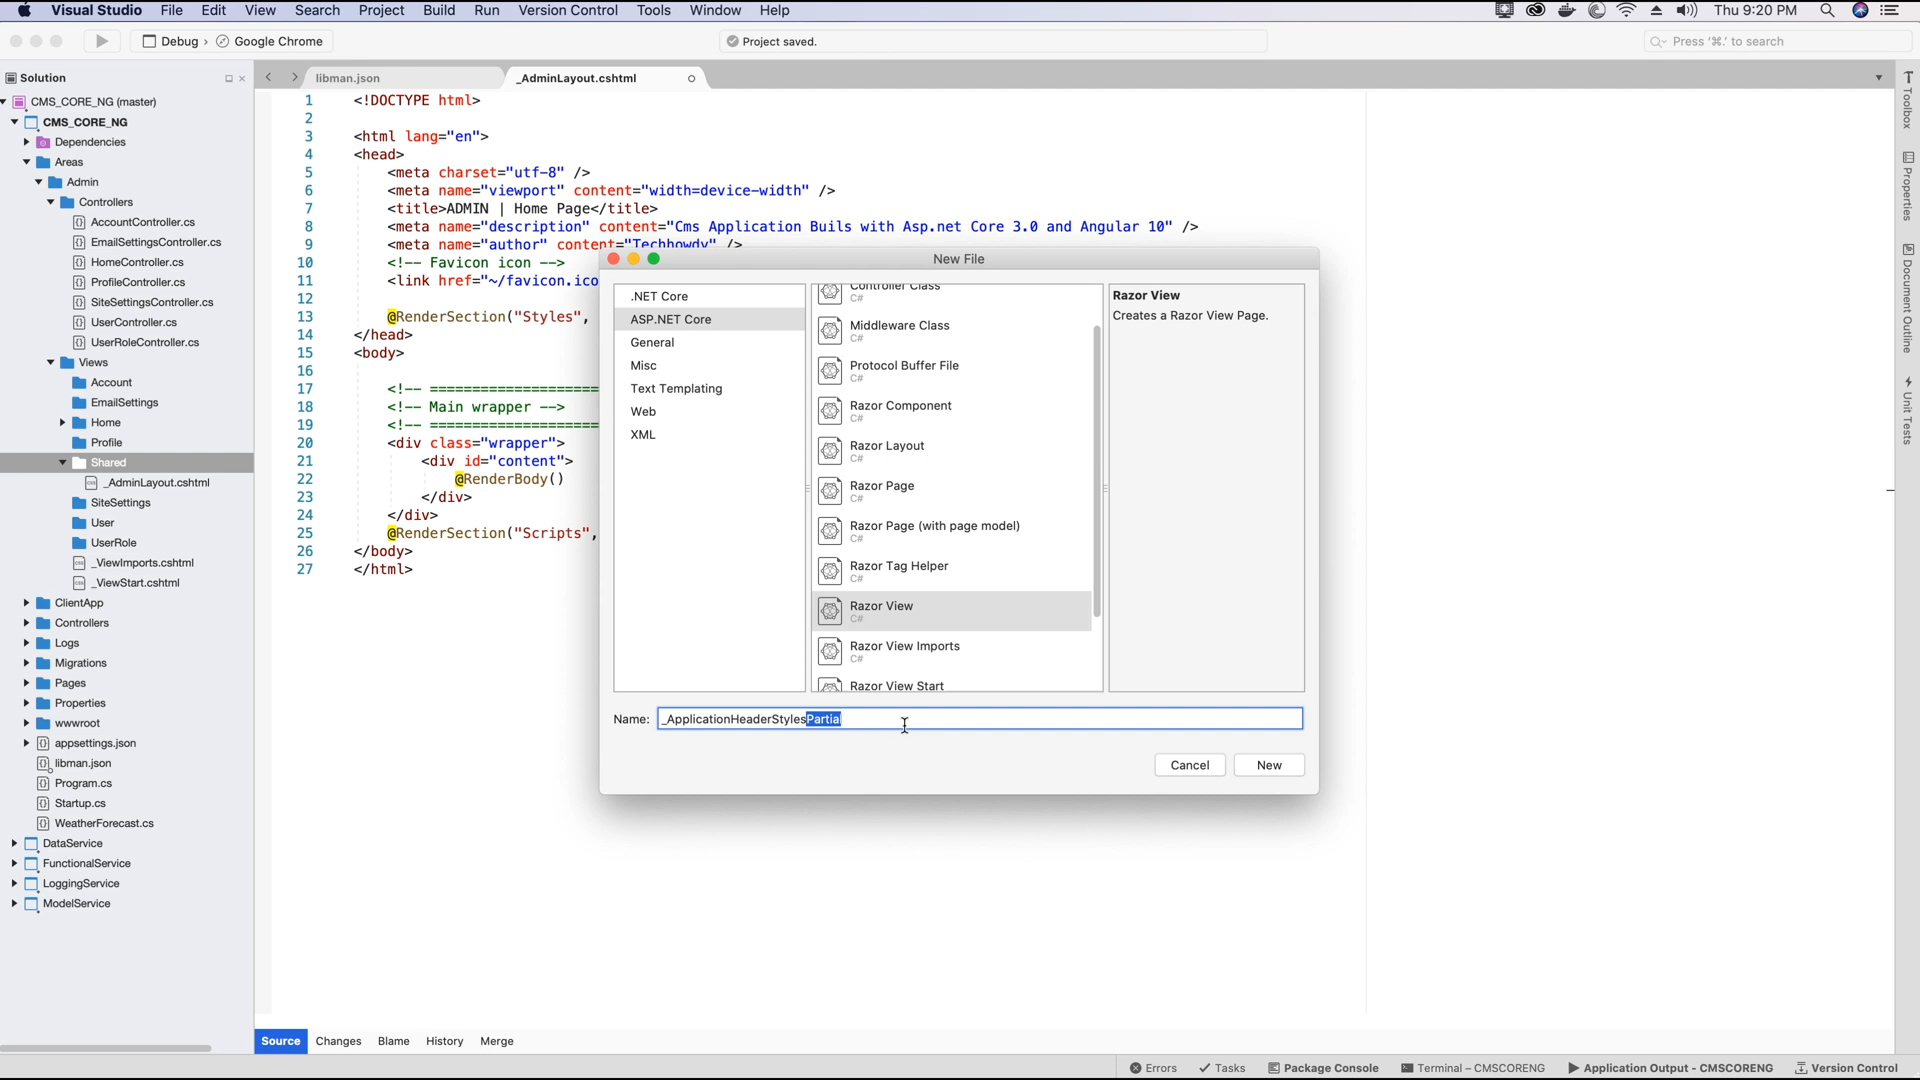 Visual Studio File Edit View Search Project Build Run Version Control Tools Window Help Thu 9:20 PM
Debug › Google Chrome Project saved. Press '⌘.' to search
Solution libman.json _AdminLayout.cshtml
CMS_CORE_NG (master)
CMS_CORE_NG
Dependencies
Areas
Admin
Controllers
AccountController.cs
EmailSettingsController.cs
HomeController.cs
ProfileController.cs
SiteSettingsController.cs
UserController.cs
UserRoleController.cs
Views
Account
EmailSettings
Home
Profile
Shared
_AdminLayout.cshtml
SiteSettings
User
UserRole
_ViewImports.cshtml
_ViewStart.cshtml
ClientApp
Controllers
Logs
Migrations
Pages
Properties
wwwroot
appsettings.json
libman.json
Program.cs
Startup.cs
WeatherForecast.cs
DataService
FunctionalService
LoggingService
ModelService
1 <!DOCTYPE html>
2
3 <html lang="en">
4 <head>
5 <meta charset="utf-8" />
6 <meta name="viewport" content="width=device-width" />
7 <title>ADMIN | Home Page</title>
8 <meta name="description" content="Cms Application Buils with Asp.net Core 3.0 and Angular 10" />
9 <meta name="author" content="Techhowdy" />
10 <!-- Favicon icon -->
11 <link href="~/favicon.ico
12
13 @RenderSection("Styles",
14 </head>
15 <body>
16
17 <!-- ====================
18 <!-- Main wrapper -->
19 <!-- ====================
20 <div class="wrapper">
21 <div id="content">
22 @RenderBody()
23 </div>
24 </div>
25 @RenderSection("Scripts",
26 </body>
27 </html>
New File
.NET Core
ASP.NET Core
General
Misc
Text Templating
Web
XML
Controller Class
C#
Middleware Class
C#
Protocol Buffer File
C#
Razor Component
C#
Razor Layout
C#
Razor Page
C#
Razor Page (with page model)
C#
Razor Tag Helper
C#
Razor View
C#
Razor View Imports
C#
Razor View Start
Razor View
Creates a Razor View Page.
Name: _ApplicationHeaderStylesPartial
Cancel New
Toolbox
Properties
Document Outline
Unit Tests
Source Changes Blame History Merge
Errors Tasks Package Console Terminal – CMSCORENG Application Output - CMSCORENG Version Control